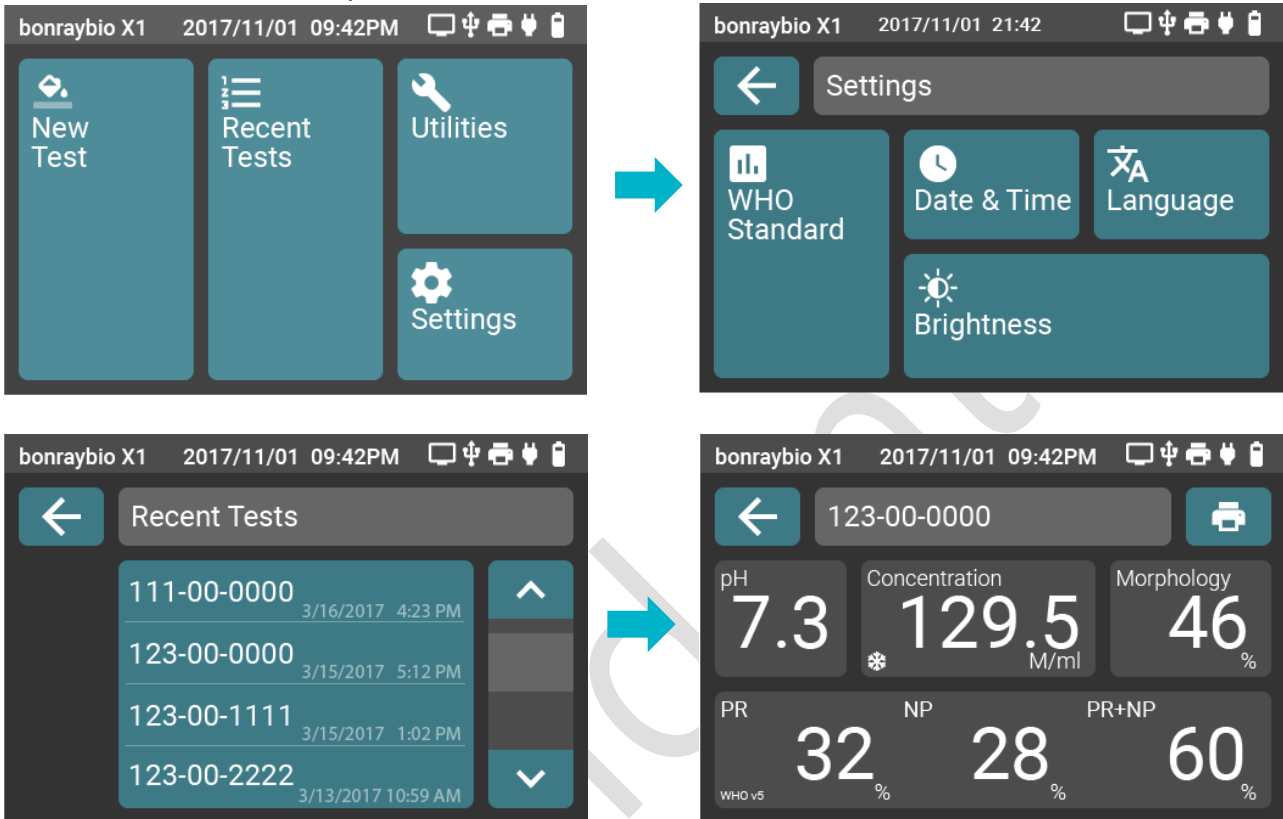 bonraybio X1 2017/11/01 09:42PM
New
Test
1
2
3
Recent
Tests
Utilities
Settings
bonraybio X1 2017/11/01 21:42
Settings
WHO
Standard
Date & Time
文A
Language
Brightness
bonraybio X1 2017/11/01 09:42PM
Recent Tests
111-00-0000
3/16/2017 4:23 PM
123-00-0000
3/15/2017 5:12 PM
123-00-1111
3/15/2017 1:02 PM
123-00-2222
3/13/2017 10:59 AM
bonraybio X1 2017/11/01 09:42PM
123-00-0000
pH
7.3
Concentration
129.5
M/ml
Morphology
46
%
PR NP PR+NP
32 % 28 % 60 %
WHO v5